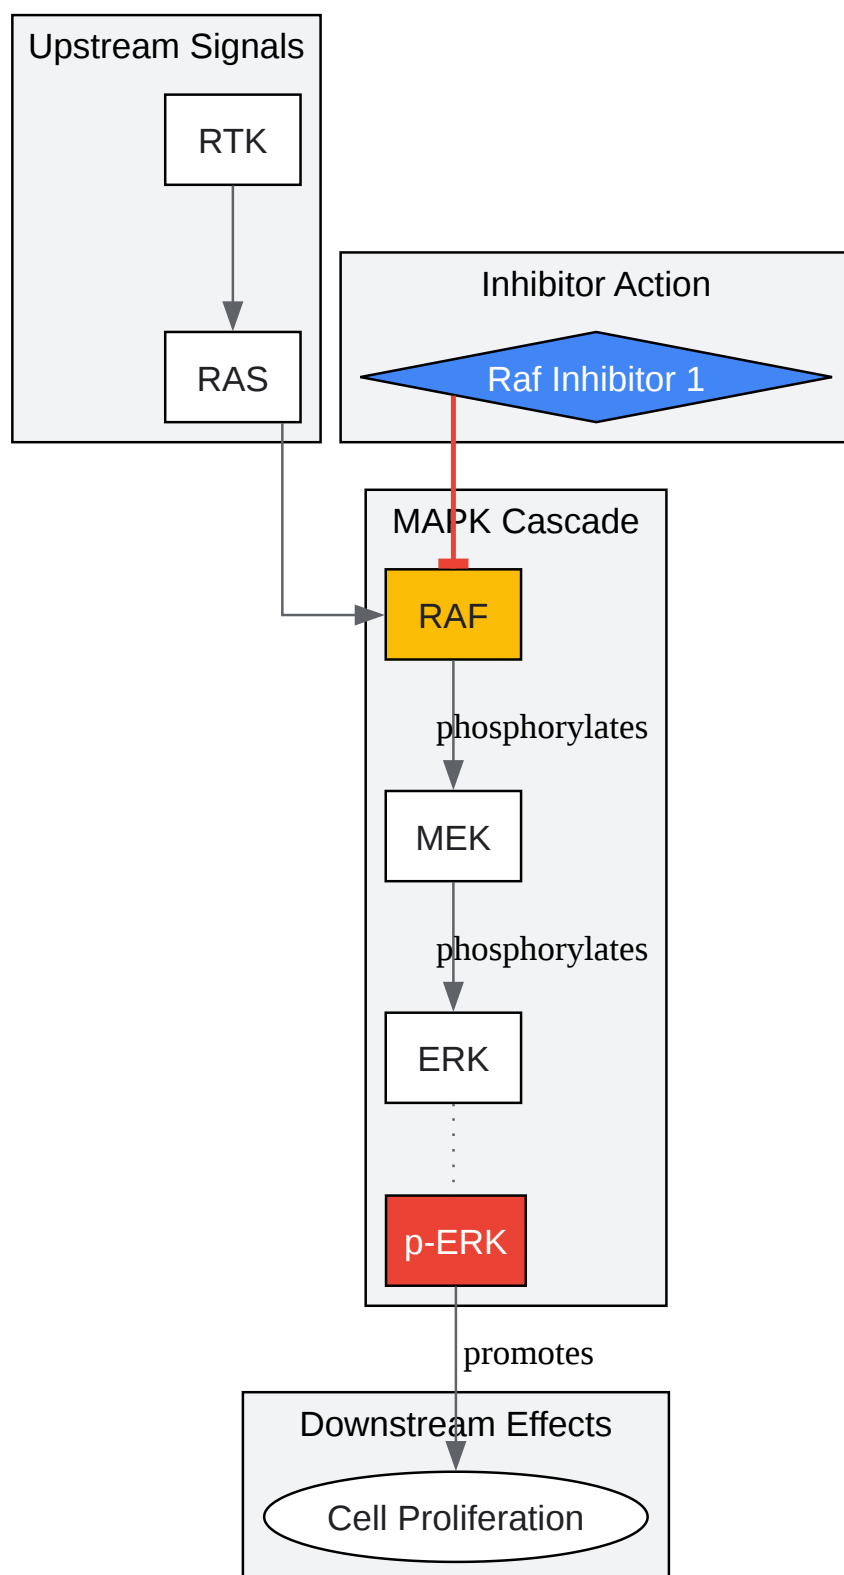 Upstream Signals
RTK
RAS
Inhibitor Action
Raf Inhibitor 1
MAPK Cascade
RAF
phosphorylates
MEK
phosphorylates
ERK
p-ERK
promotes
Downstream Effects
Cell Proliferation